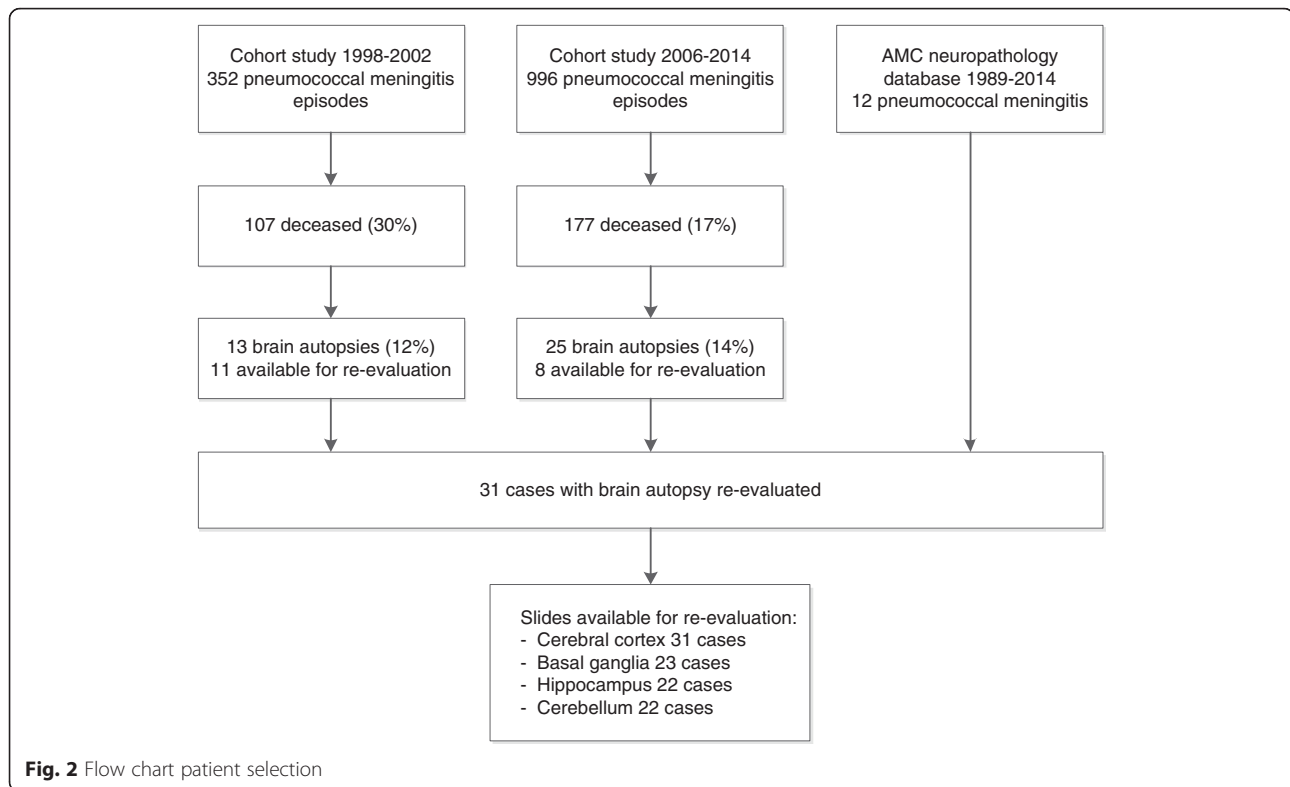 Cohort study 1998-2002
352 pneumococcal meningitis
episodes
Cohort study 2006-2014
996 pneumococcal meningitis
episodes
AMC neuropathology
database 1989-2014
12 pneumococcal meningitis
107 deceased (30%)
177 deceased (17%)
13 brain autopsies (12%)
11 available for re-evaluation
25 brain autopsies (14%)
8 available for re-evaluation
31 cases with brain autopsy re-evaluated
Slides available for re-evaluation:
- Cerebral cortex 31 cases
- Basal ganglia 23 cases
- Hippocampus 22 cases
- Cerebellum 22 cases
Fig. 2 Flow chart patient selection